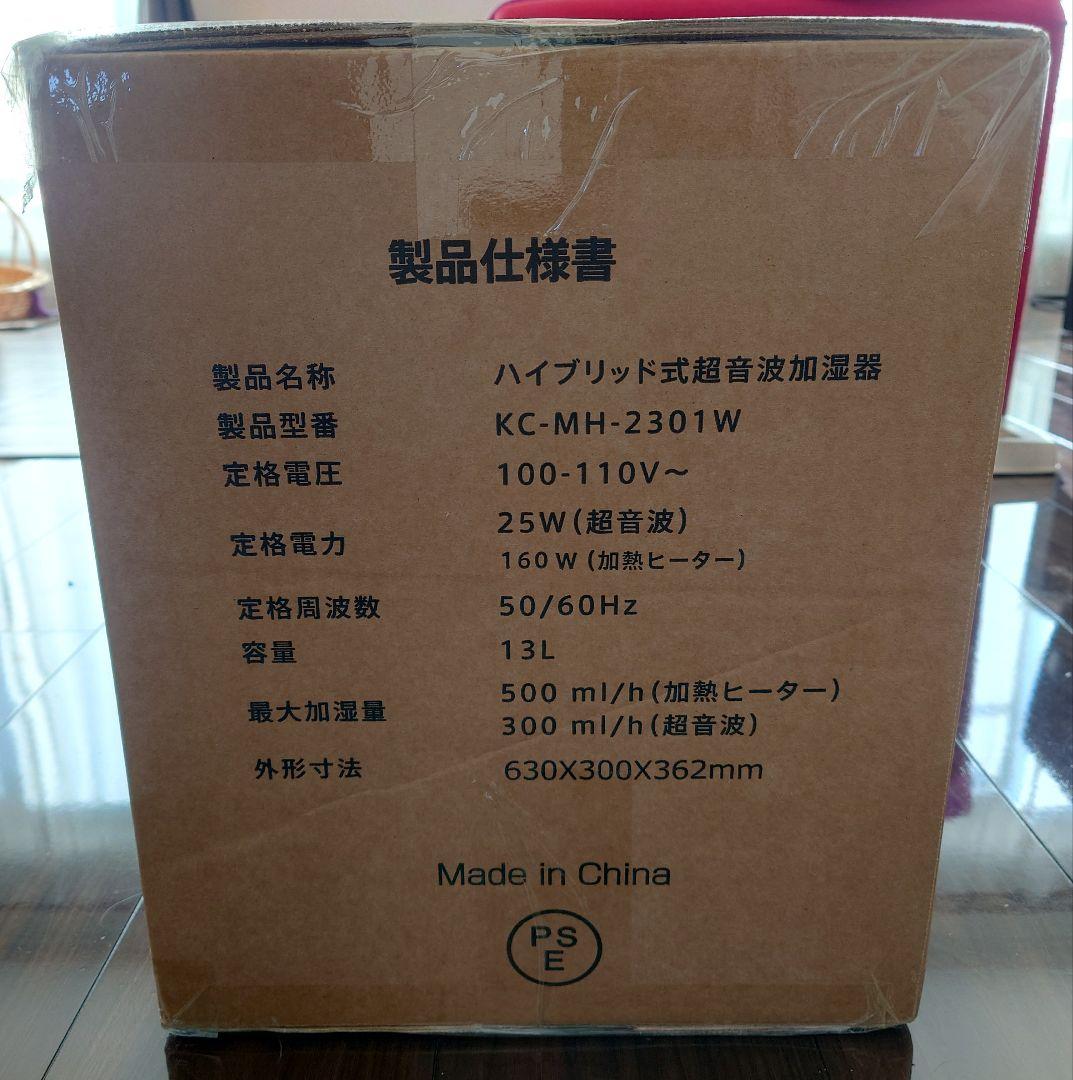 製品仕様書
製品名称 ハイブリッド式超音波加湿器
製品型番 KC-MH-2301W
定格電圧 100-110V～
定格電力 25W(超音波)
160W(加熱ヒーター)
定格周波数 50/60Hz
容量 13L
最大加湿量 500 ml/h(加熱ヒーター)
300 ml/h(超音波)
外形寸法 630X300X362mm
Made in China
PS
E